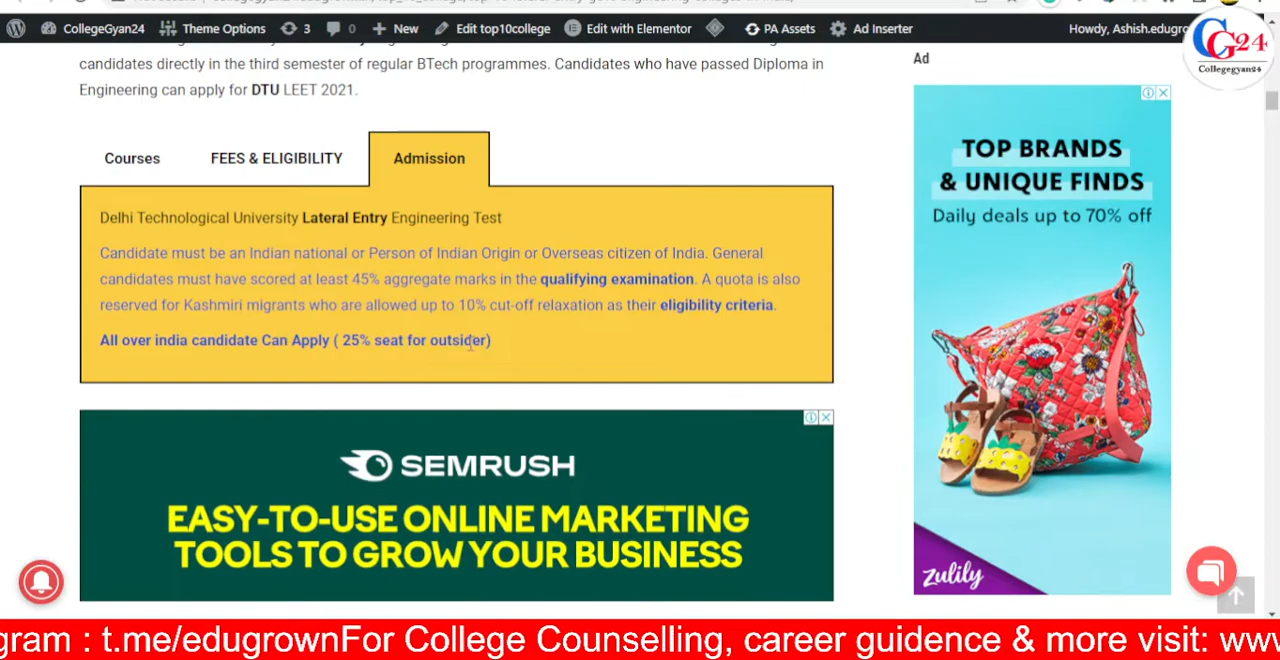 CollegeGyan24 Theme Options 3 0 New Edit top10college Edit with Elementor PA Assets Ad Inserter Howdy, Ashish.edugro
CG24
Collegegyan24
candidates directly in the third semester of regular BTech programmes. Candidates who have passed Diploma in
Engineering can apply for DTU LEET 2021.
Ad
Courses FEES & ELIGIBILITY Admission
Delhi Technological University Lateral Entry Engineering Test
Candidate must be an Indian national or Person of Indian Origin or Overseas citizen of India. General
candidates must have scored at least 45% aggregate marks in the qualifying examination. A quota is also
reserved for Kashmiri migrants who are allowed up to 10% cut-off relaxation as their eligibility criteria.
All over india candidate Can Apply ( 25% seat for outsider)
TOP BRANDS
& UNIQUE FINDS
Daily deals up to 70% off
zulily
SEMRUSH
EASY-TO-USE ONLINE MARKETING
TOOLS TO GROW YOUR BUSINESS
gram : t.me/edugrownFor College Counselling, career guidence & more visit: www